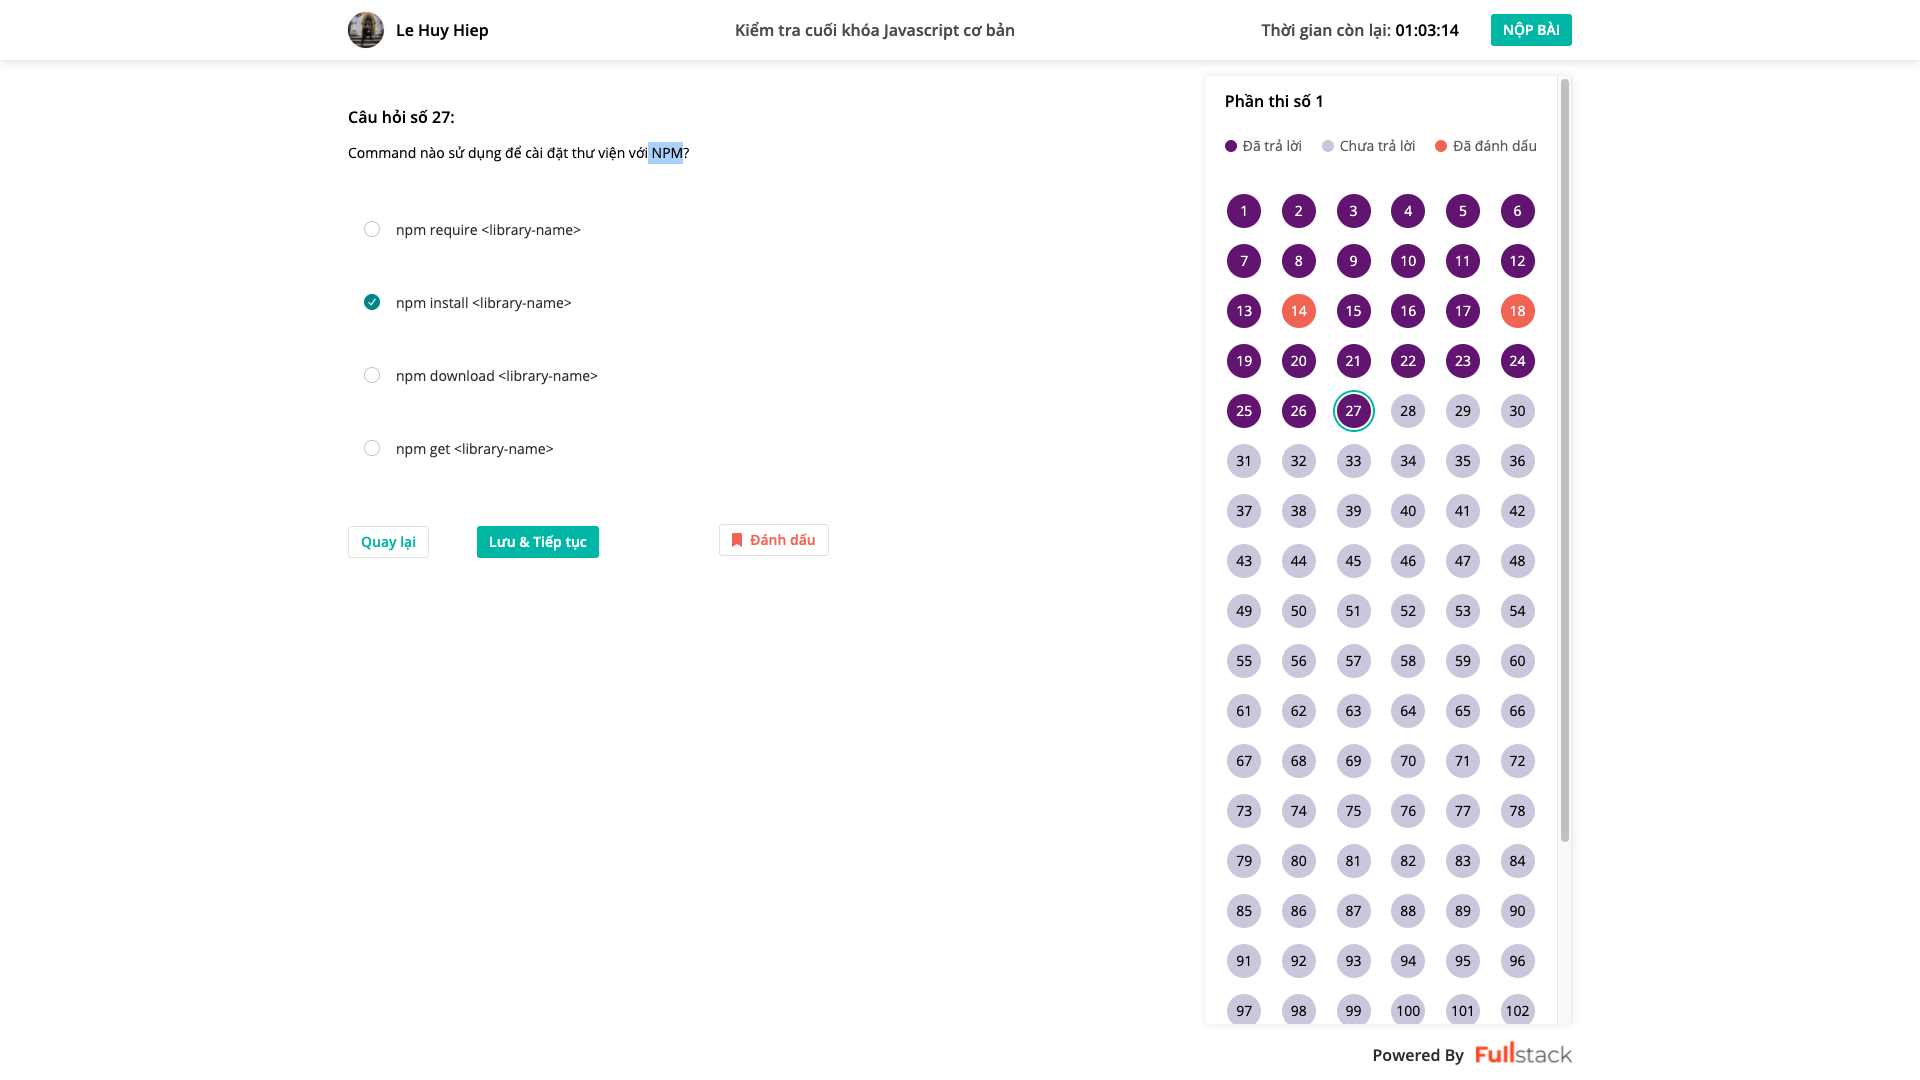 Le Huy Hiep
Kiểm tra cuối khóa Javascript cơ bản
Thời gian còn lại: 01:03:14
NỘP BÀI
Câu hỏi số 27:
Command nào sử dụng để cài đặt thư viện với NPM?
npm require <library-name>
npm install <library-name>
npm download <library-name>
npm get <library-name>
Quay lại
Lưu & Tiếp tục
Đánh dấu
Phần thi số 1
Đã trả lời Chưa trả lời Đã đánh dấu
1 2 3 4 5 6
7 8 9 10 11 12
13 14 15 16 17 18
19 20 21 22 23 24
25 26 27 28 29 30
31 32 33 34 35 36
37 38 39 40 41 42
43 44 45 46 47 48
49 50 51 52 53 54
55 56 57 58 59 60
61 62 63 64 65 66
67 68 69 70 71 72
73 74 75 76 77 78
79 80 81 82 83 84
85 86 87 88 89 90
91 92 93 94 95 96
97 98 99 100 101 102
Powered By Fullstack